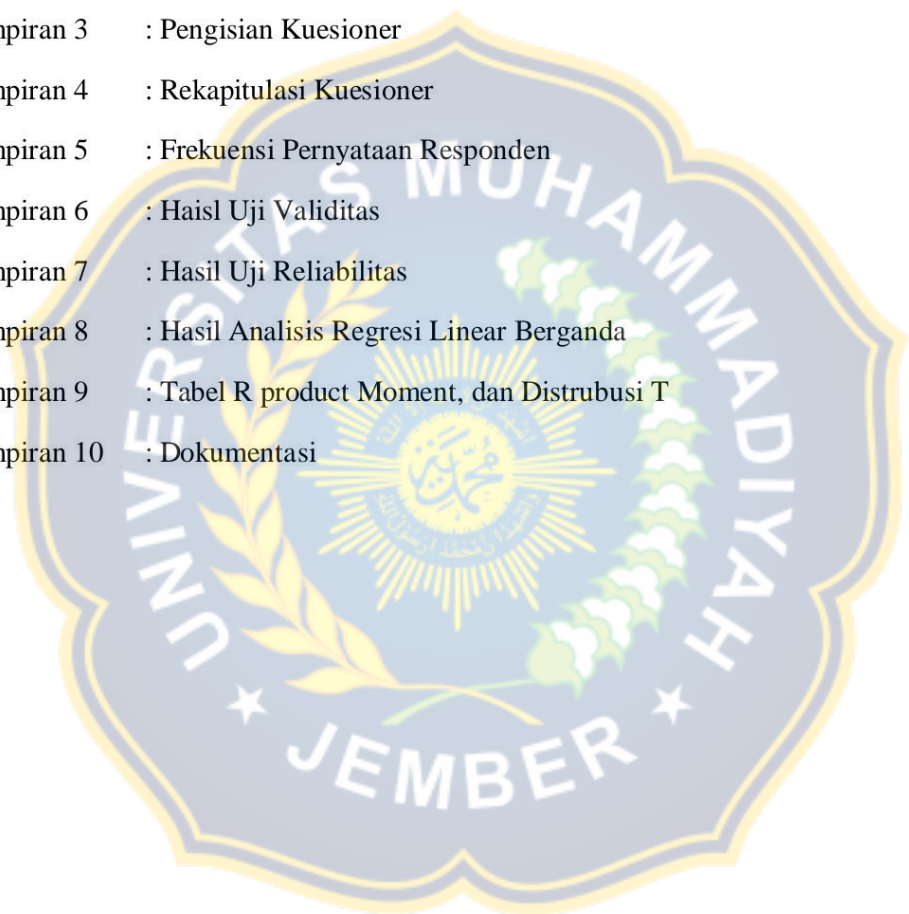 mpiran 3 : Pengisian Kuesioner
mpiran 4 : Rekapitulasi Kuesioner
mpiran 5 : Frekuensi Pernyataan Responden
mpiran 6 : Haisl Uji Validitas
mpiran 7 : Hasil Uji Reliabilitas
mpiran 8 : Hasil Analisis Regresi Linear Berganda
mpiran 9 : Tabel R product Moment, dan Distrubusi T
mpiran 10 : Dokumentasi
UNIVERSITAS MUHAMMADIYAH
JEMBER